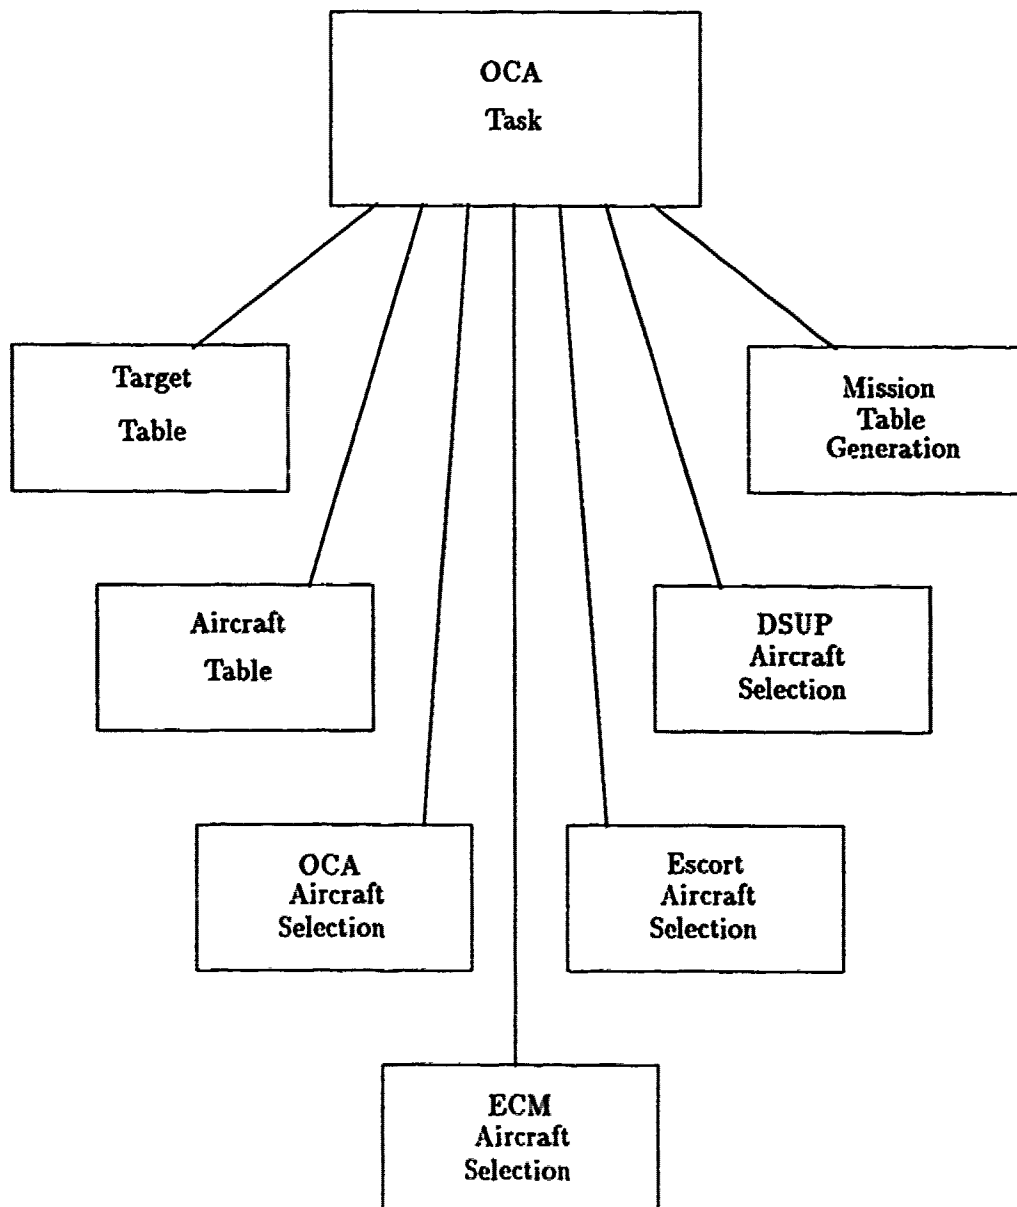 OCA
Task
Target
Table
Mission
Table
Generation
Aircraft
Table
DSUP
Aircraft
Selection
OCA
Aircraft
Selection
Escort
Aircraft
Selection
ECM
Aircraft
Selection